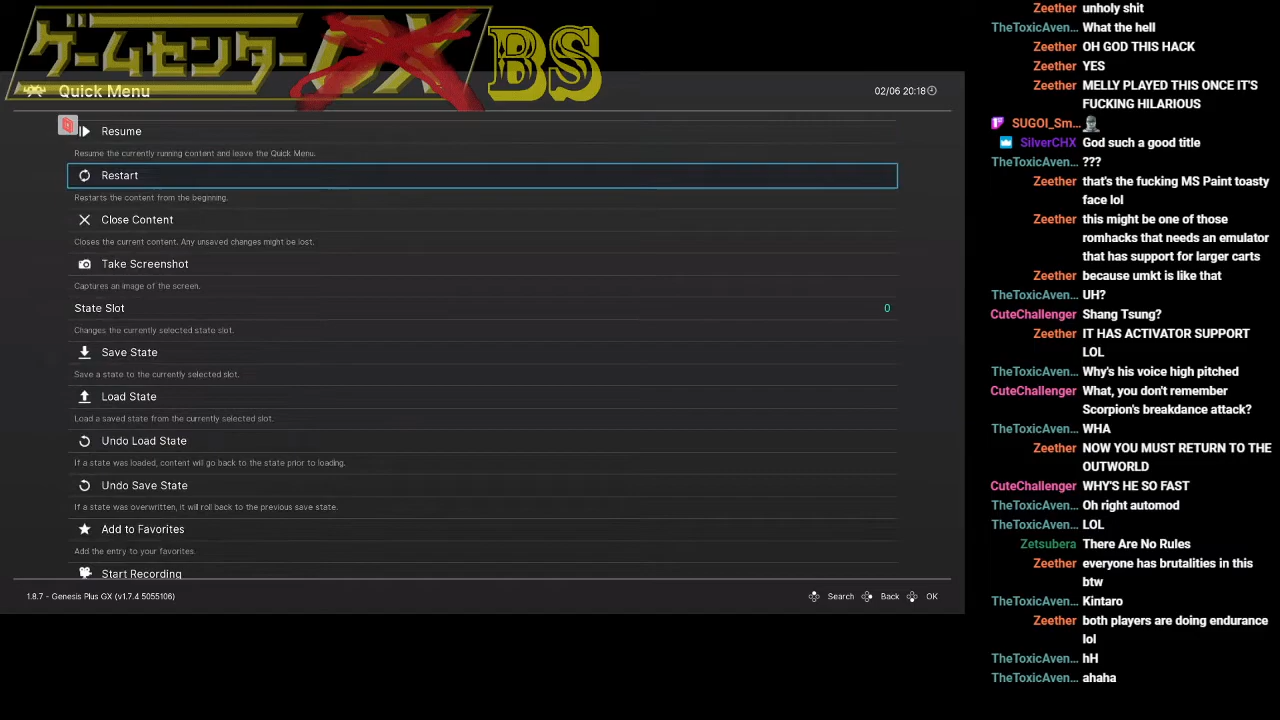 ゲームセンターDX BS
Quick Menu
02/06 20:18
Resume
Resume the currently running content and leave the Quick Menu.
Restart
Restarts the content from the beginning.
Close Content
Closes the current content. Any unsaved changes might be lost.
Take Screenshot
Captures an image of the screen.
State Slot 0
Changes the currently selected state slot.
Save State
Save a state to the currently selected slot.
Load State
Load a saved state from the currently selected slot.
Undo Load State
If a state was loaded, content will go back to the state prior to loading.
Undo Save State
If a state was overwritten, it will roll back to the previous save state.
Add to Favorites
Add the entry to your favorites.
Start Recording
1.8.7 - Genesis Plus GX (v1.7.4 5055106)
Search Back OK
Zeether unholy shit
TheToxicAven... What the hell
Zeether OH GOD THIS HACK
Zeether YES
Zeether MELLY PLAYED THIS ONCE IT'S
FUCKING HILARIOUS
SUGOI_Sm...
SilverCHX God such a good title
TheToxicAven... ???
Zeether that's the fucking MS Paint toasty
face lol
Zeether this might be one of those
romhacks that needs an emulator
that has support for larger carts
Zeether because umkt is like that
TheToxicAven... UH?
CuteChallenger Shang Tsung?
Zeether IT HAS ACTIVATOR SUPPORT
LOL
TheToxicAven... Why's his voice high pitched
CuteChallenger What, you don't remember
Scorpion's breakdance attack?
TheToxicAven... WHA
Zeether NOW YOU MUST RETURN TO THE
OUTWORLD
CuteChallenger WHY'S HE SO FAST
TheToxicAven... Oh right automod
TheToxicAven... LOL
Zetsubera There Are No Rules
Zeether everyone has brutalities in this
btw
TheToxicAven... Kintaro
Zeether both players are doing endurance
lol
TheToxicAven... hH
TheToxicAven... ahaha